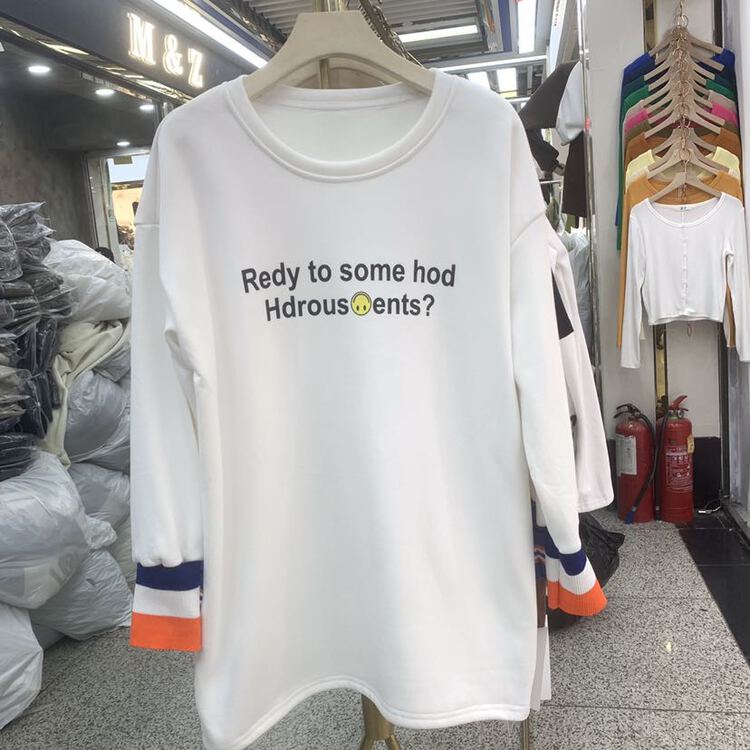 M & Z
Redy to some hod
Hdrous🙃ents?